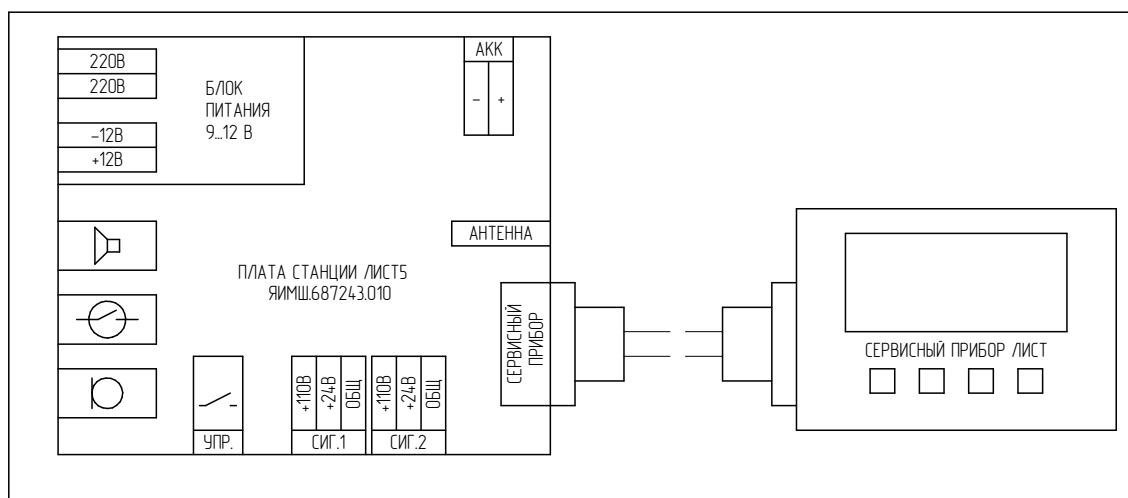 220В
220В
-12В
+12В
БЛОК
ПИТАНИЯ
9...12 В
АКК
-
+
АНТЕННА
ПЛАТА СТАНЦИИ ЛИСТ5
ЯИМШ.687243.010
СЕРВИСНЫЙ
ПРИБОР
СЕРВИСНЫЙ ПРИБОР ЛИСТ
+110В
+24В
ОБЩ
+110В
+24В
ОБЩ
УПР.
СИГ.1
СИГ.2